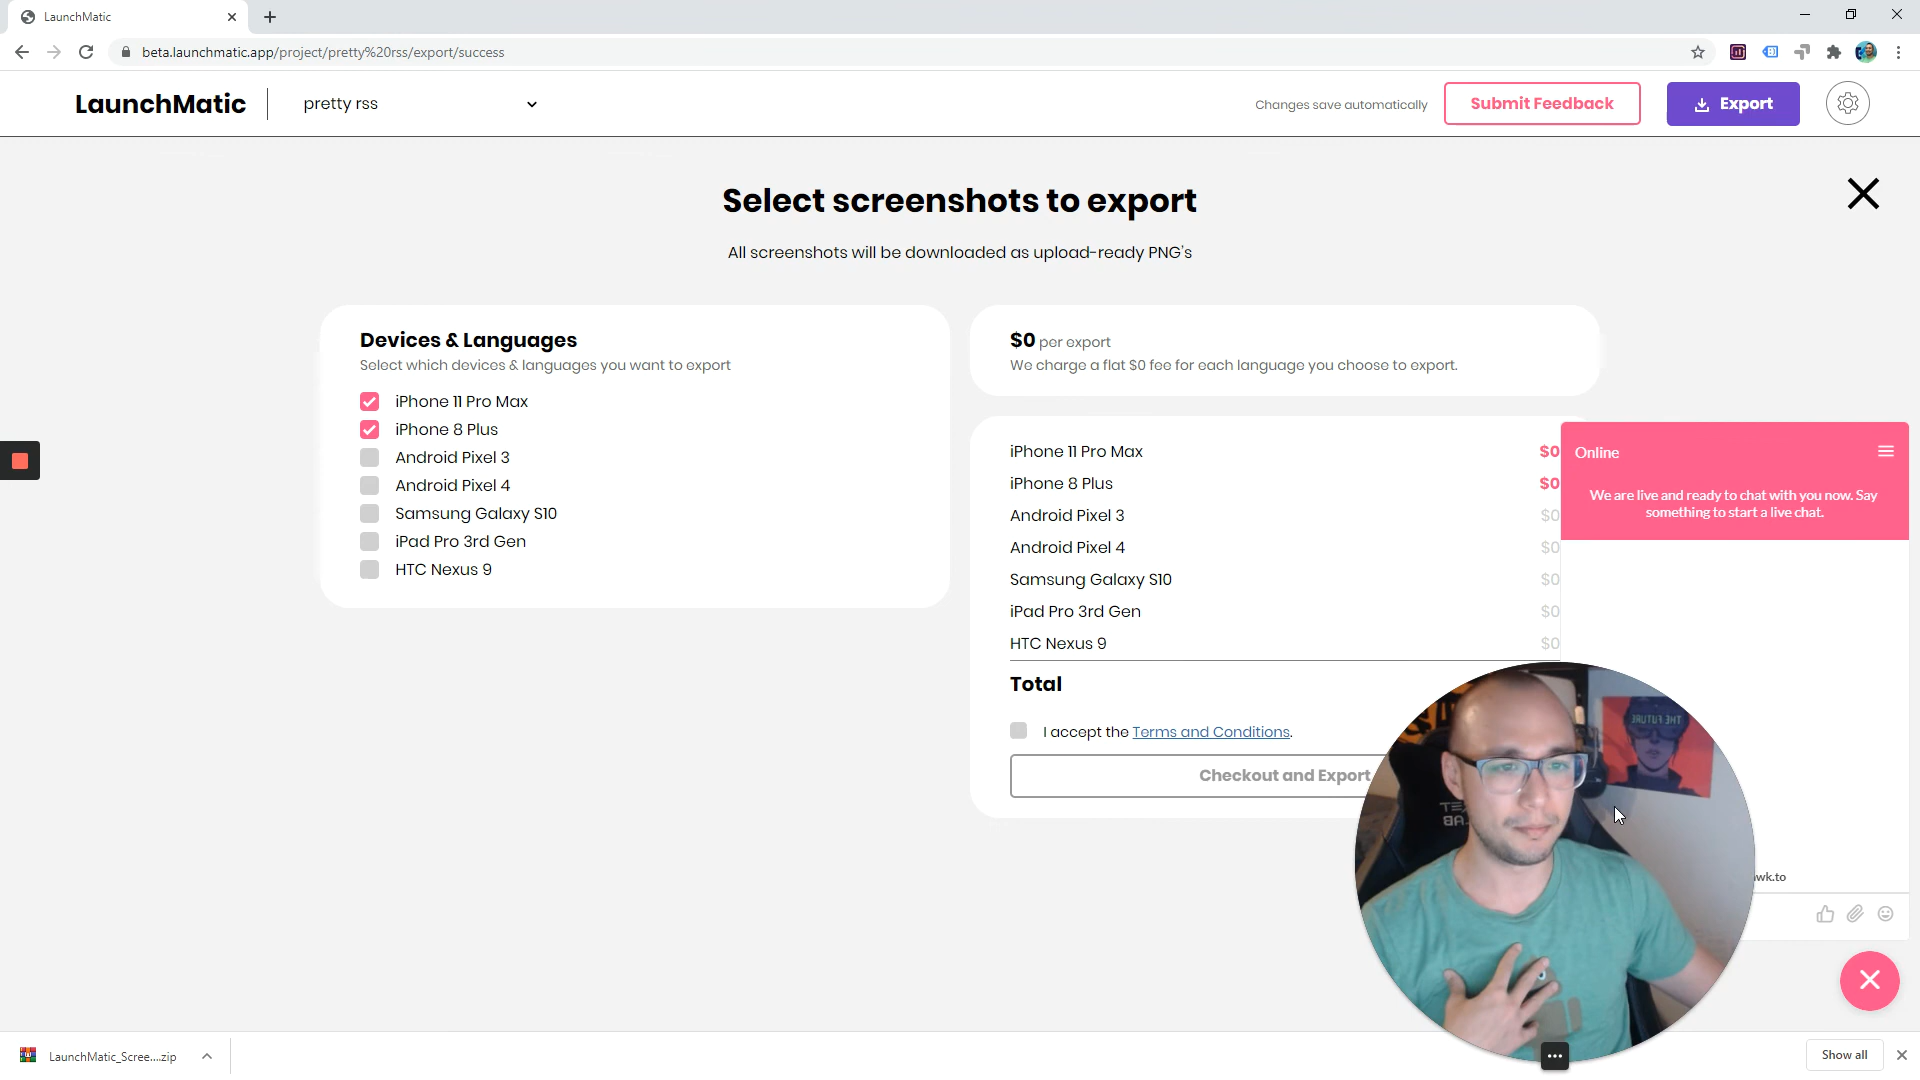 LaunchMatic
beta.launchmatic.app/project/pretty%20rss/export/success
LaunchMatic
pretty rss
Changes save automatically
Submit Feedback
Export
Select screenshots to export
All screenshots will be downloaded as upload-ready PNG's
Devices & Languages
Select which devices & languages you want to export
iPhone 11 Pro Max
iPhone 8 Plus
Android Pixel 3
Android Pixel 4
Samsung Galaxy S10
iPad Pro 3rd Gen
HTC Nexus 9
$0 per export
We charge a flat $0 fee for each language you choose to export.
iPhone 11 Pro Max $0
iPhone 8 Plus $0
Android Pixel 3 $0
Android Pixel 4 $0
Samsung Galaxy S10 $0
iPad Pro 3rd Gen $0
HTC Nexus 9 $0
Total
I accept the Terms and Conditions.
Checkout and Export
Online
We are live and ready to chat with you now. Say
something to start a live chat.
THE FUTURE
wk.to
LaunchMatic_Scree....zip
Show all